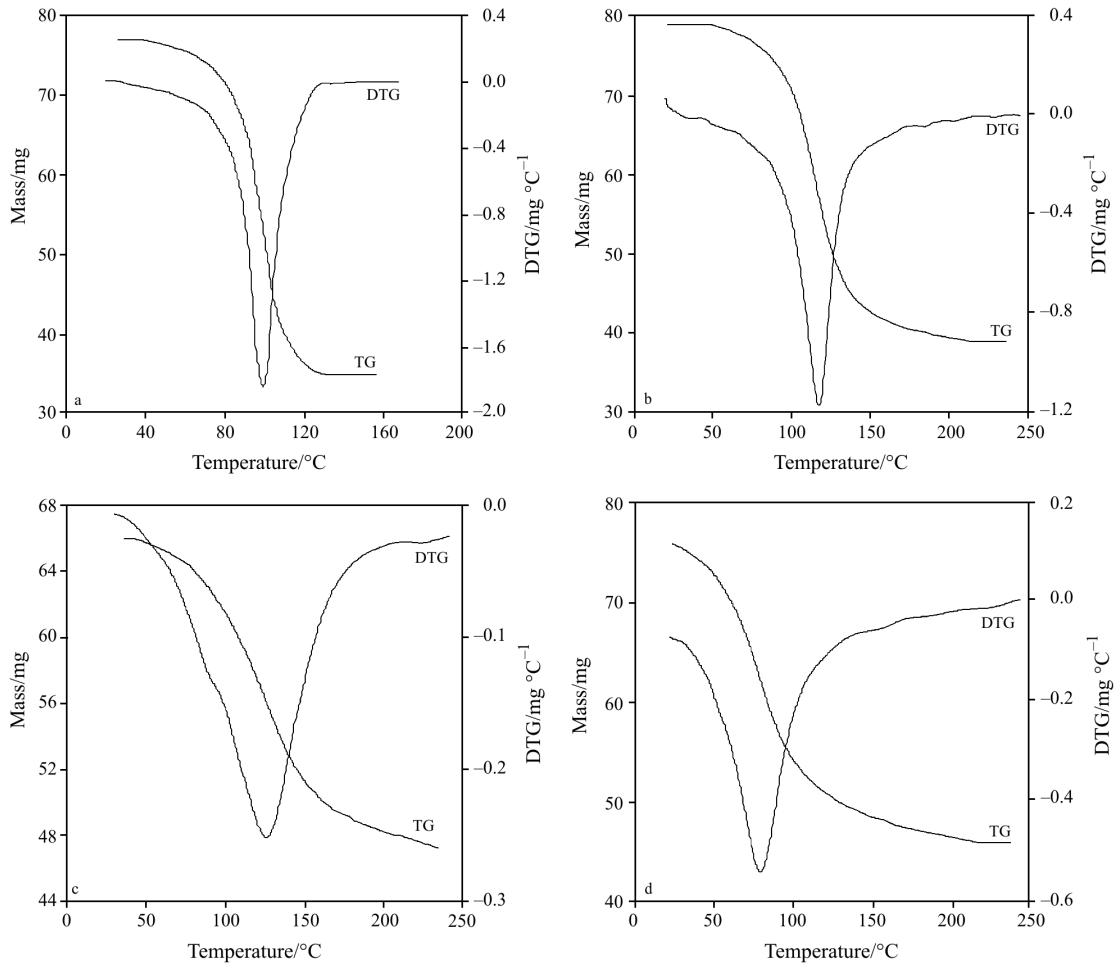 80
70
60
50
40
30
Mass/mg
0.4
0.0
−0.4
−0.8
−1.2
−1.6
−2.0
DTG/mg °C−1
DTG
TG
a
0 40 80 120 160 200
Temperature/°C
80
70
60
50
40
30
Mass/mg
0.4
0.0
−0.4
−0.8
−1.2
DTG/mg °C−1
DTG
TG
b
0 50 100 150 200 250
Temperature/°C
68
64
60
56
52
48
44
Mass/mg
0.0
−0.1
−0.2
−0.3
DTG/mg °C−1
DTG
TG
c
0 50 100 150 200 250
Temperature/°C
80
70
60
50
40
Mass/mg
0.2
0.0
−0.2
−0.4
−0.6
DTG/mg °C−1
DTG
TG
d
0 50 100 150 200 250
Temperature/°C